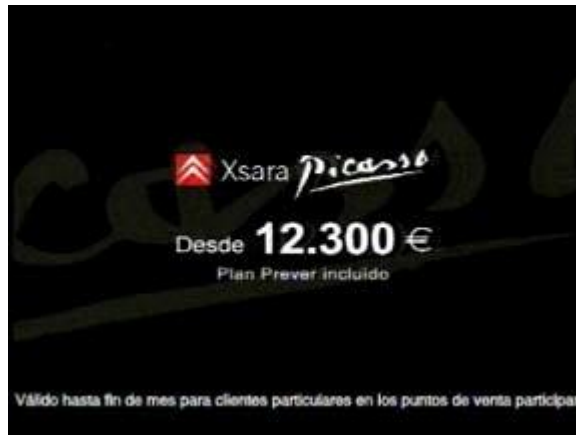 Xsara Picasso
Desde 12.300 €
Plan Prever incluido
Válido hasta fin de mes para clientes particulares en los puntos de venta